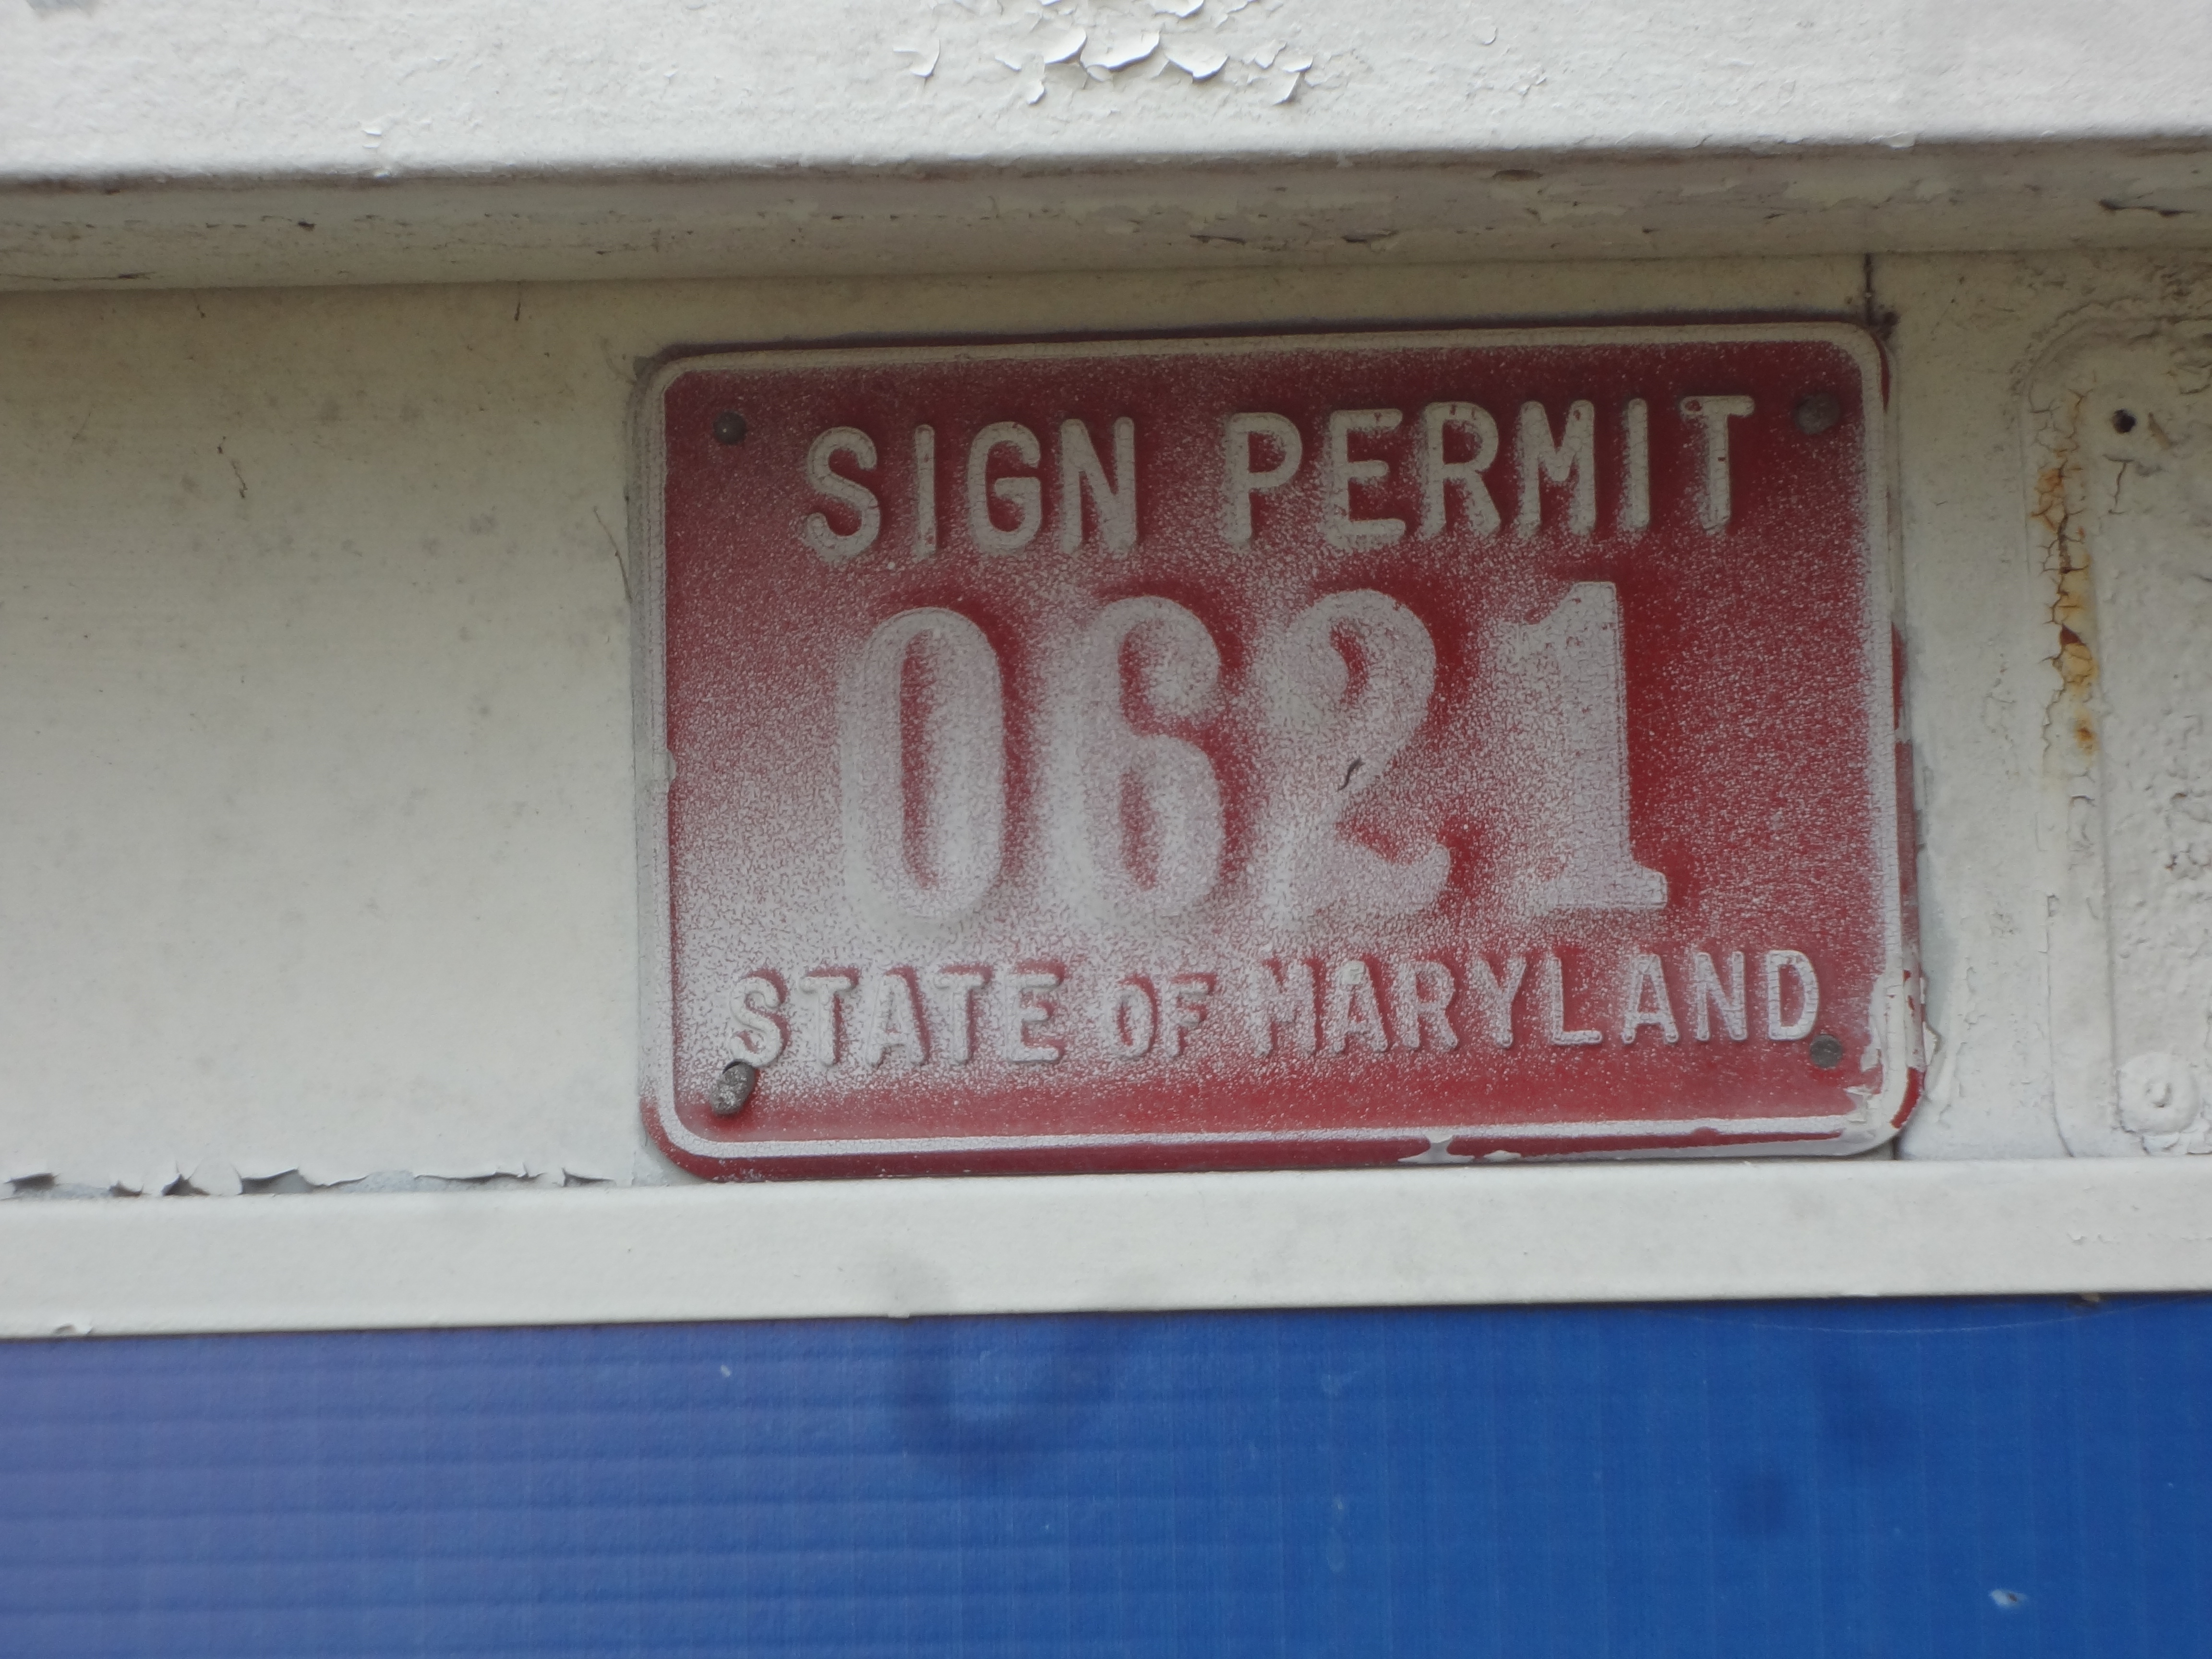 SIGN PERMIT
0621
STATE OF MARYLAND